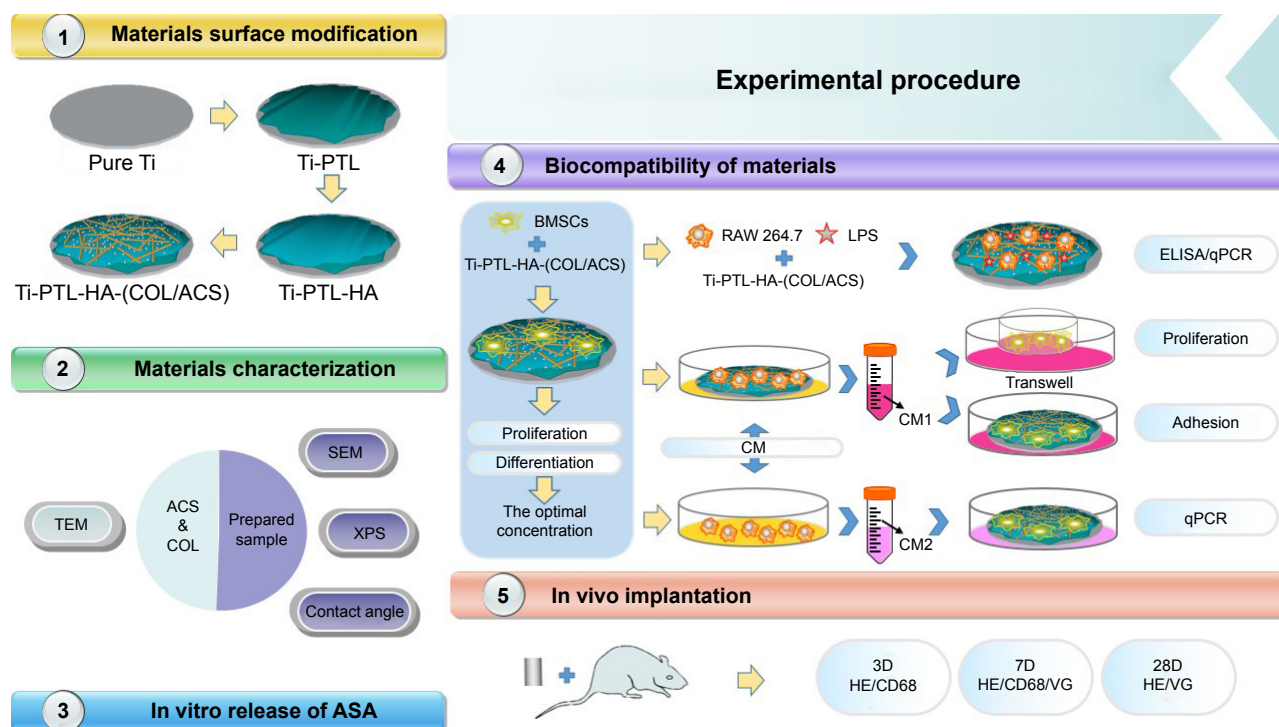 1
Materials surface modification
Pure Ti
Ti-PTL
Ti-PTL-HA-(COL/ACS)
Ti-PTL-HA
2
Materials characterization
TEM
ACS
&
COL
Prepared
sample
SEM
XPS
Contact angle
3
In vitro release of ASA
Experimental procedure
4
Biocompatibility of materials
BMSCs
Ti-PTL-HA-(COL/ACS)
Proliferation
Differentiation
The optimal
concentration
RAW 264.7
LPS
Ti-PTL-HA-(COL/ACS)
ELISA/qPCR
CM1
Transwell
Proliferation
Adhesion
CM
CM2
qPCR
5
In vivo implantation
3D
HE/CD68
7D
HE/CD68/VG
28D
HE/VG